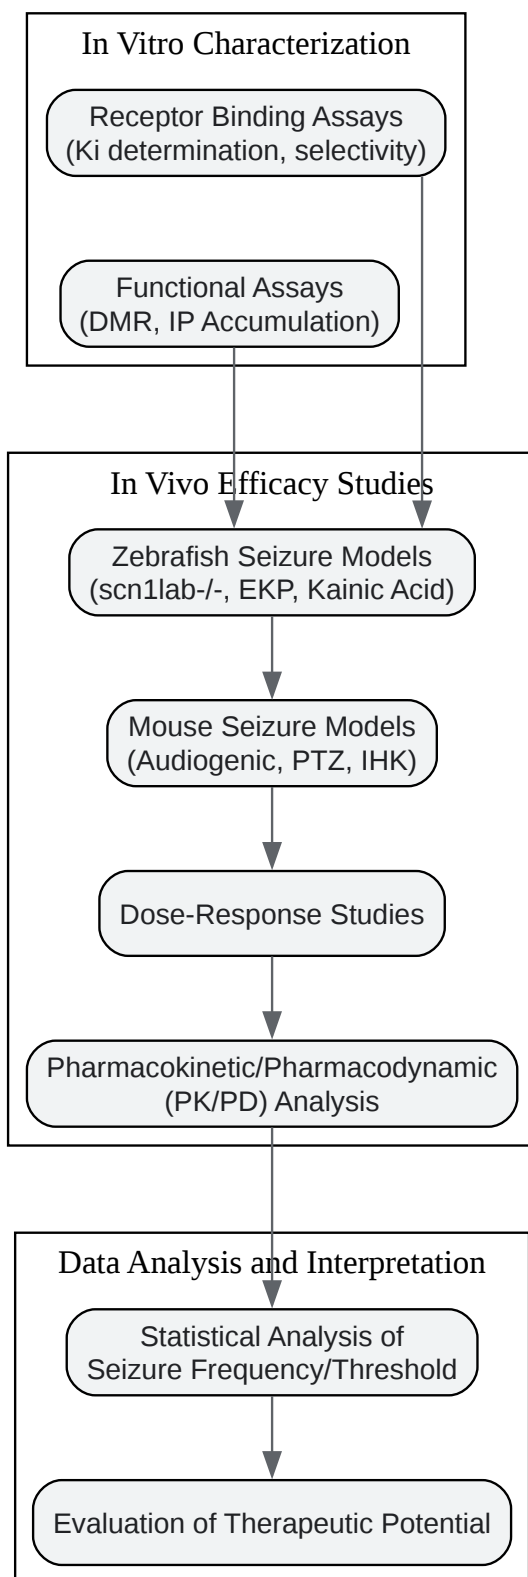 In Vitro Characterization
Receptor Binding Assays
(Ki determination, selectivity)
Functional Assays
(DMR, IP Accumulation)
In Vivo Efficacy Studies
Zebrafish Seizure Models
(scn1lab-/-, EKP, Kainic Acid)
Mouse Seizure Models
(Audiogenic, PTZ, IHK)
Dose-Response Studies
Pharmacokinetic/Pharmacodynamic
(PK/PD) Analysis
Data Analysis and Interpretation
Statistical Analysis of
Seizure Frequency/Threshold
Evaluation of Therapeutic Potential